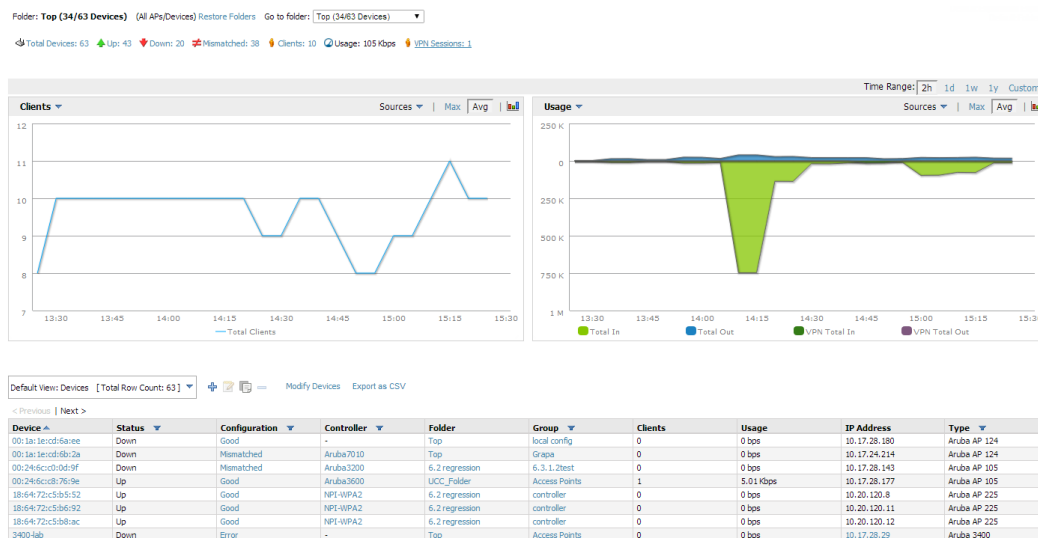 Folder: Top (34/63 Devices) (All APs/Devices) Restore Folders Go to folder: Top (34/63 Devices)
Total Devices: 63 Up: 43 Down: 20 Mismatched: 38 Clients: 10 Usage: 105 Kbps VPN Sessions: 1
Time Range: 2h 1d 1w 1y Custom
Clients Sources | Max Avg |
Usage Sources | Max Avg |
12
11
10
9
8
7
13:30 13:45 14:00 14:15 14:30 14:45 15:00 15:15 15:30
Total Clients
250 K
0
250 K
500 K
750 K
1 M
13:30 13:45 14:00 14:15 14:30 14:45 15:00 15:15 15:3
Total In Total Out VPN Total In VPN Total Out
Default View: Devices [Total Row Count: 63] Modify Devices Export as CSV
< Previous | Next >
Device Status Configuration Controller Folder Group Clients Usage IP Address Type
00:1a:1e:cd:6a:ee Down Good - Top local config 0 0 bps 10.17.28.180 Aruba AP 124
00:1a:1e:cd:6b:2a Down Mismatched Aruba7010 Top Grapa 0 0 bps 10.17.24.214 Aruba AP 124
00:24:6c:c0:0d:9f Down Mismatched Aruba3200 6.2 regression 6.3.1.2test 0 0 bps 10.17.28.143 Aruba AP 105
00:24:6c:c8:76:9e Up Good Aruba3600 UCC_Folder Access Points 1 5.01 Kbps 10.17.28.177 Aruba AP 105
18:64:72:c5:b5:52 Up Good NPI-WPA2 6.2 regression controller 0 0 bps 10.20.120.8 Aruba AP 225
18:64:72:c5:b6:92 Up Good NPI-WPA2 6.2 regression controller 0 0 bps 10.20.120.11 Aruba AP 225
18:64:72:c5:b8:ac Up Good NPI-WPA2 6.2 regression controller 0 0 bps 10.20.120.12 Aruba AP 225
3400-lab Down Error - Top Access Points 0 0 bps 10.17.28.29 Aruba 3400